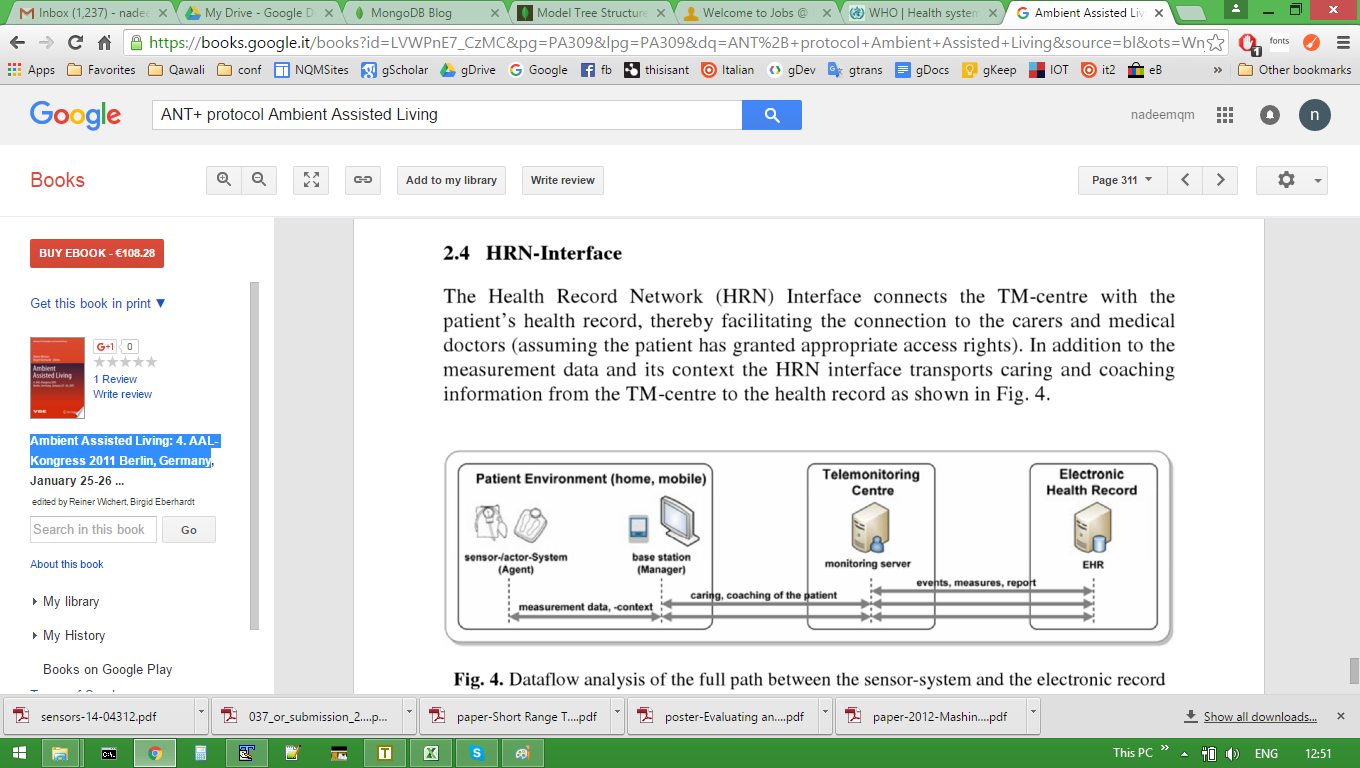 Inbox (1,237) - nadee
My Drive - Google D
MongoDB Blog
Model Tree Structure
Welcome to Jobs @
WHO | Health system
Ambient Assisted Liv
https://books.google.it/books?id=LVWPnE7_CzMC&pg=PA309&lpg=PA309&dq=ANT%2B+protocol+Ambient+Assisted+Living&source=bl&ots=Wn
1
fonts
Apps
Favorites
Qawali
conf
NQMSites
gScholar
gDrive
Google
fb
thisisant
Italian
gDev
gtrans
gDocs
gKeep
IOT
it2
eB
»
Other bookmarks
Google
ANT+ protocol Ambient Assisted Living
nadeemqm
n
Books
Add to my library
Write review
Page 311
BUY EBOOK - €108.28
Get this book in print ▼
Ambient
Assisted Living
G+1
0
1 Review
Write review
Ambient Assisted Living: 4. AAL-
Kongress 2011 Berlin, Germany,
January 25-26 ...
edited by Reiner Wichert, Birgid Eberhardt
Search in this book
Go
About this book
My library
My History
Books on Google Play
2.4 HRN-Interface
The Health Record Network (HRN) Interface connects the TM-centre with the
patient's health record, thereby facilitating the connection to the carers and medical
doctors (assuming the patient has granted appropriate access rights). In addition to the
measurement data and its context the HRN interface transports caring and coaching
information from the TM-centre to the health record as shown in Fig. 4.
Patient Environment (home, mobile)
sensor-/actor-System
(Agent)
base station
(Manager)
Telemonitoring
Centre
monitoring server
Electronic
Health Record
EHR
events, measures, report
caring, coaching of the patient
measurement data, -context
Fig. 4. Dataflow analysis of the full path between the sensor-system and the electronic record
sensors-14-04312.pdf
037_or_submission_2....p...
paper-Short Range T....pdf
poster-Evaluating an....pdf
paper-2012-Mashin....pdf
Show all downloads...
C:\.
T
This PC
»
ENG
12:51